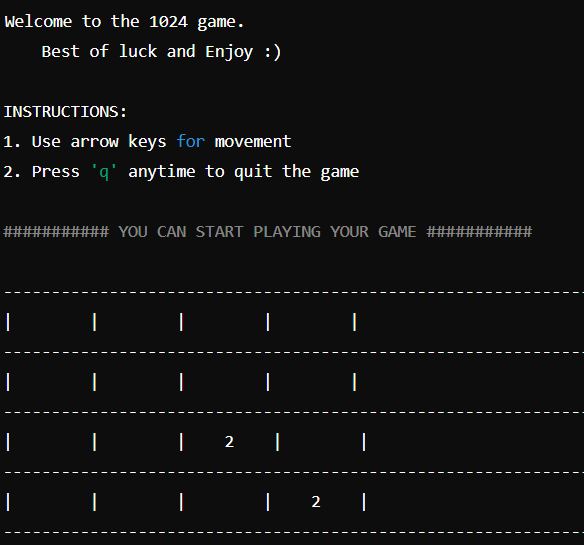 Welcome to the 1024 game.
Best of luck and Enjoy :)
INSTRUCTIONS:
1. Use arrow keys for movement
2. Press 'q' anytime to quit the game
########### YOU CAN START PLAYING YOUR GAME ###########
-------------------------------------------------------------
|        |        |        |        |
-------------------------------------------------------------
|        |        |        |        |
-------------------------------------------------------------
|        |        |    2    |        |
-------------------------------------------------------------
|        |        |        |    2    |
-------------------------------------------------------------